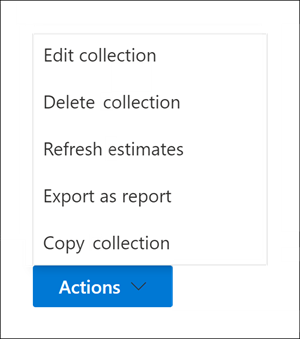 Edit collection
Delete collection
Refresh estimates
Export as report
Copy collection
Actions